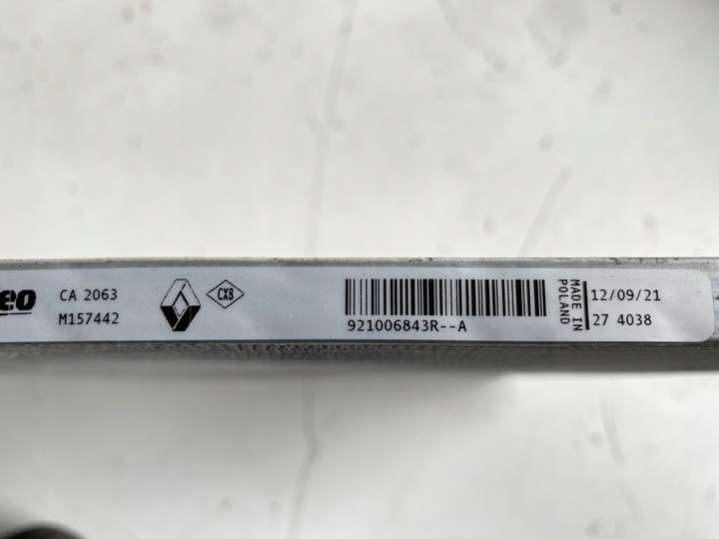 eo
CA 2063
M157442
CX8
921006843R--A
MADE IN
POLAND
12/09/21
27 4038